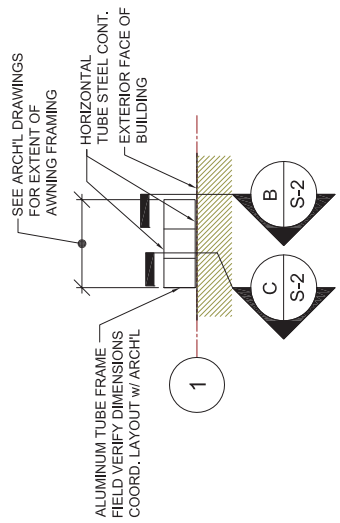 SEE ARCH'L DRAWINGS
FOR EXTENT OF
AWNING FRAMING
HORIZONTAL
TUBE STEEL CONT.
EXTERIOR FACE OF
BUILDING
ALUMINUM TUBE FRAME
FIELD VERIFY DIMENSIONS
COORD. LAYOUT w/ ARCH'L
1
C
S-2
B
S-2